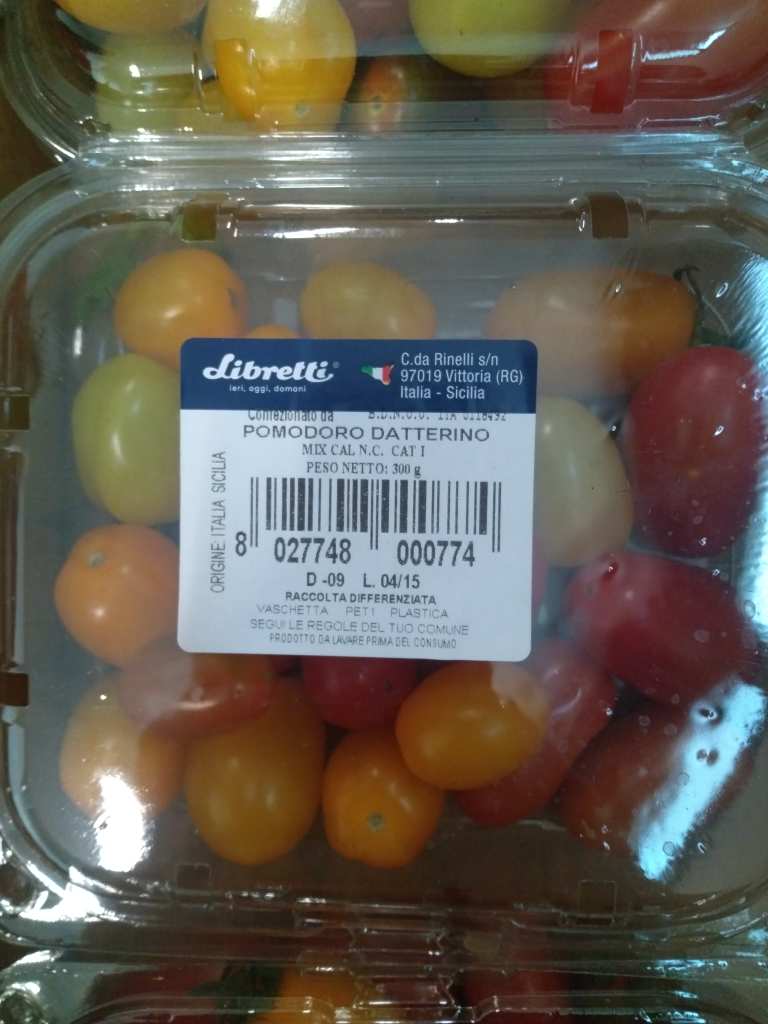 Libretti®
ieri, oggi, domani
C.da Rinelli s/n
97019 Vittoria (RG)
Italia - Sicilia
Confezionato da B.D.N.O.O. ITA
POMODORO DATTERINO
MIX CAL N.C. CAT I
PESO NETTO: 300 g
ORIGINE: ITALIA SICILIA
8 027748 000774
D -09 L. 04/15
RACCOLTA DIFFERENZIATA
VASCHETTA PET1 PLASTICA
SEGUI LE REGOLE DEL TUO COMUNE
PRODOTTO DA LAVARE PRIMA DEL CONSUMO